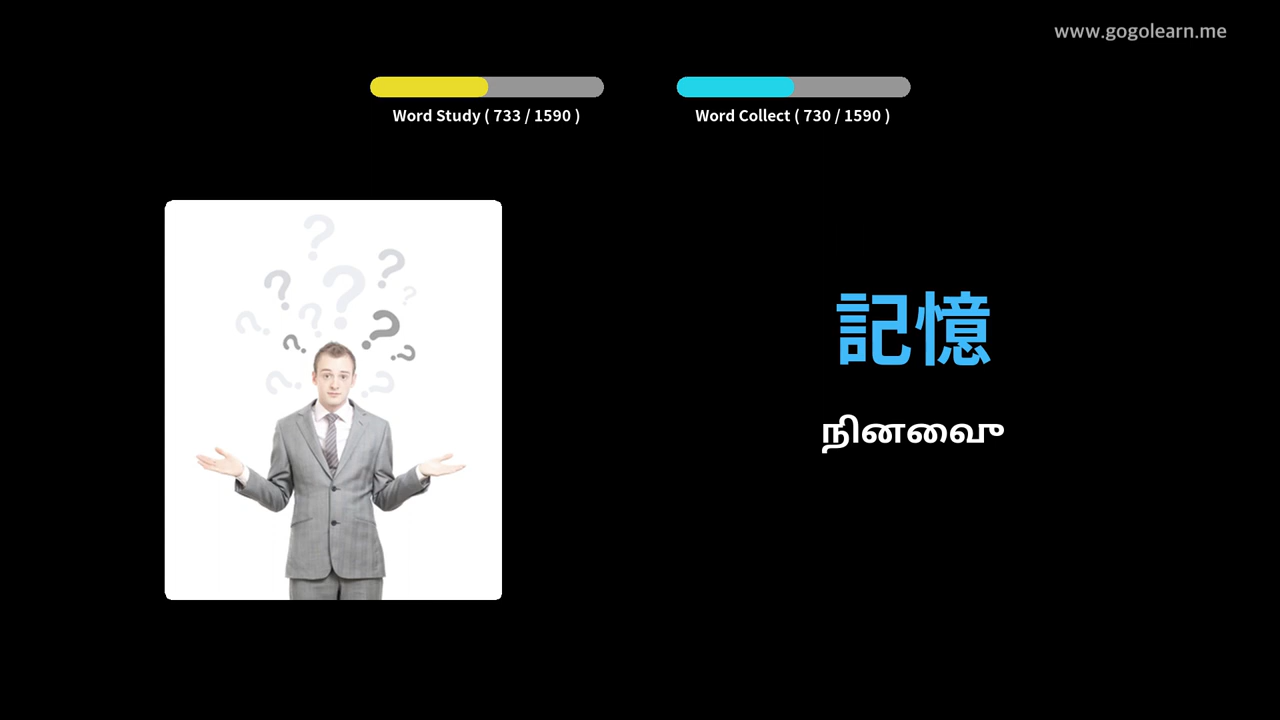 www.gogolearn.me
Word Study ( 733 / 1590 )
Word Collect ( 730 / 1590 )
記憶
நினைவு